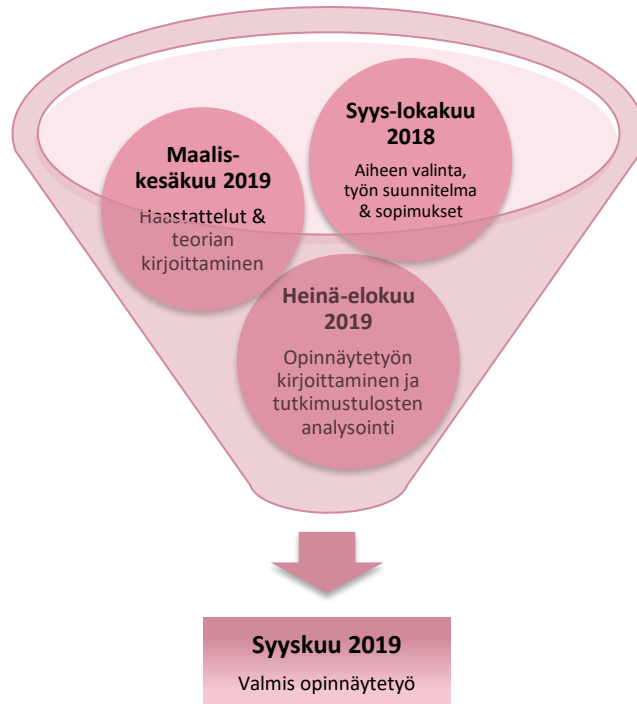 Syys-lokakuu
2018
Aiheen valinta,
työn suunnitelma
& sopimukset
Maalis-
kesäkuu 2019
Haastattelut &
teorian
kirjoittaminen
Heinä-elokuu
2019
Opinnäytetyön
kirjoittaminen ja
tutkimustulosten
analysointi
Syyskuu 2019
Valmis opinnäytetyö